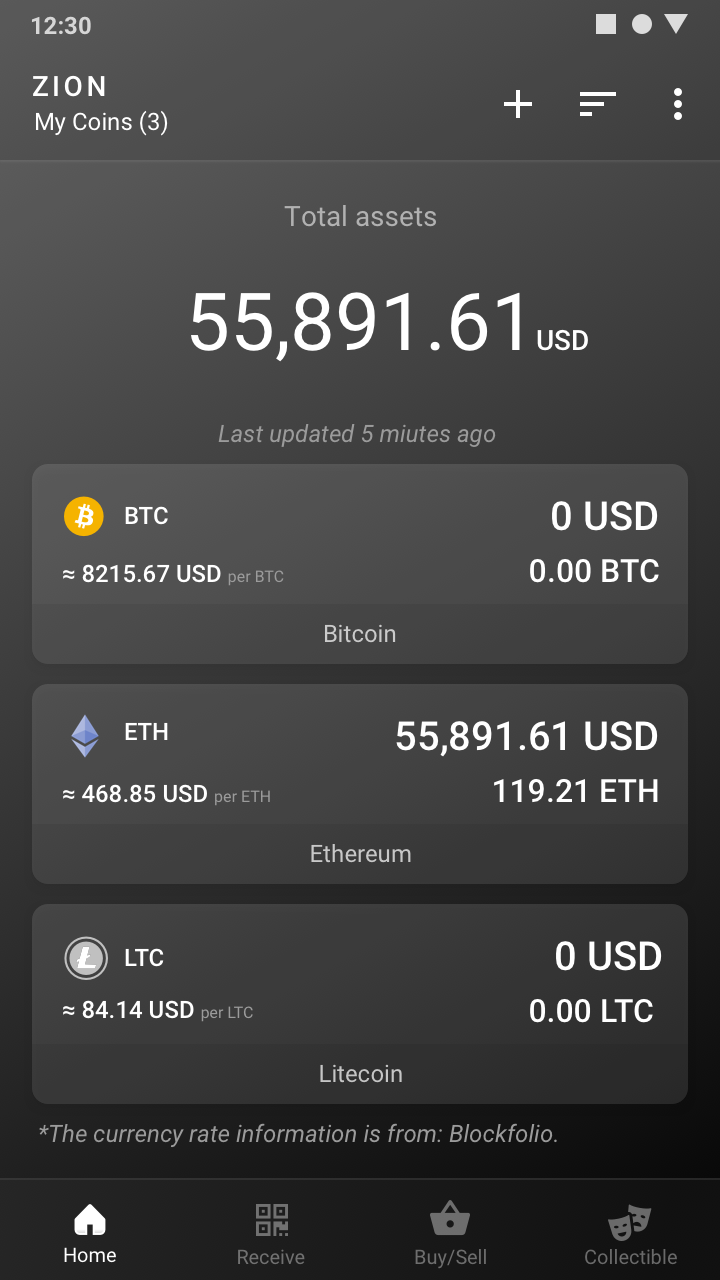 12:30
ZION
My Coins (3)
Total assets
55,891.61 USD
Last updated 5 miutes ago
BTC 0 USD
≈ 8215.67 USD per BTC 0.00 BTC
Bitcoin
ETH 55,891.61 USD
≈ 468.85 USD per ETH 119.21 ETH
Ethereum
LTC 0 USD
≈ 84.14 USD per LTC 0.00 LTC
Litecoin
*The currency rate information is from: Blockfolio.
Home Receive Buy/Sell Collectible